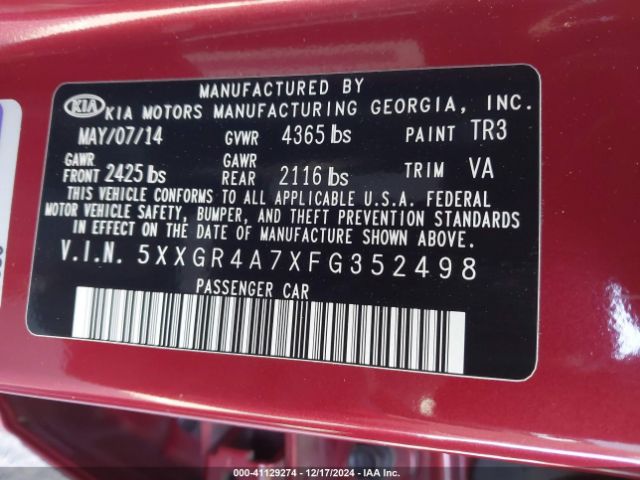 MANUFACTURED BY
KIA KIA MOTORS MANUFACTURING GEORGIA, INC.
MAY/07/14 GVWR 4365 lbs PAINT TR3
GAWR FRONT 2425 lbs GAWR REAR 2116 lbs TRIM VA
THIS VEHICLE CONFORMS TO ALL APPLICABLE U.S.A. FEDERAL
MOTOR VEHICLE SAFETY, BUMPER, AND THEFT PREVENTION STANDARDS
IN EFFECT ON THE DATE OF MANUFACTURE SHOWN ABOVE.
V.I.N. 5XXGR4A7XFG352498
PASSENGER CAR
000-41129274 | 12/17/2024 | IAA Inc.